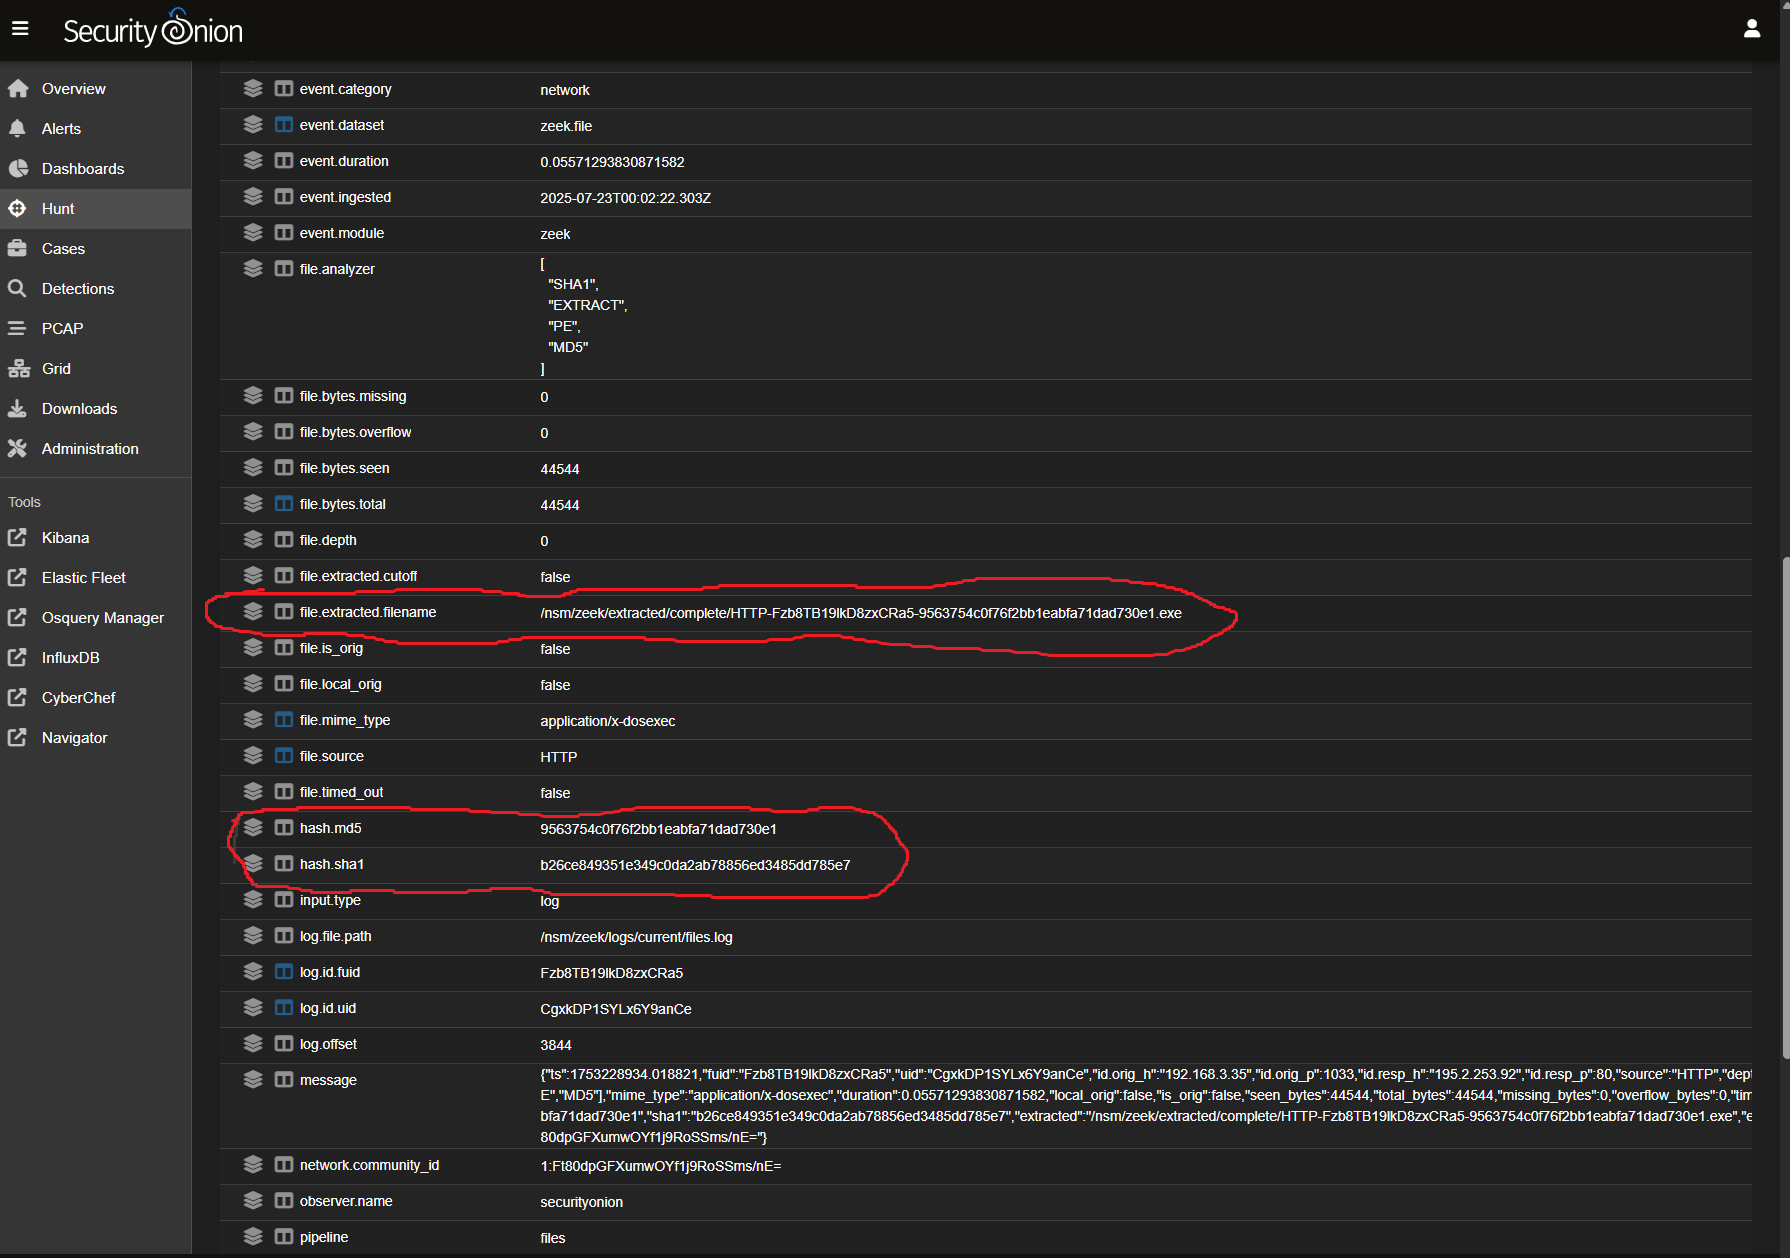 Security Onion
Overview
Alerts
Dashboards
Hunt
Cases
Detections
PCAP
Grid
Downloads
Administration
Tools
Kibana
Elastic Fleet
Osquery Manager
InfluxDB
CyberChef
Navigator
event.category network
event.dataset zeek.file
event.duration 0.05571293830871582
event.ingested 2025-07-23T00:02:22.303Z
event.module zeek
file.analyzer [
"SHA1",
"EXTRACT",
"PE",
"MD5"
]
file.bytes.missing 0
file.bytes.overflow 0
file.bytes.seen 44544
file.bytes.total 44544
file.depth 0
file.extracted.cutoff false
file.extracted.filename /nsm/zeek/extracted/complete/HTTP-Fzb8TB19lkD8zxCRa5-9563754c0f76f2bb1eabfa71dad730e1.exe
file.is_orig false
file.local_orig false
file.mime_type application/x-dosexec
file.source HTTP
file.timed_out false
hash.md5 9563754c0f76f2bb1eabfa71dad730e1
hash.sha1 b26ce849351e349c0da2ab78856ed3485dd785e7
input.type log
log.file.path /nsm/zeek/logs/current/files.log
log.id.fuid Fzb8TB19lkD8zxCRa5
log.id.uid CgxkDP1SYLx6Y9anCe
log.offset 3844
message {"ts":1753228934.018821,"fuid":"Fzb8TB19lkD8zxCRa5","uid":"CgxkDP1SYLx6Y9anCe","id.orig_h":"192.168.3.35","id.orig_p":1033,"id.resp_h":"195.2.253.92","id.resp_p":80,"source":"HTTP","dept
E","MD5"],"mime_type":"application/x-dosexec","duration":0.05571293830871582,"local_orig":false,"is_orig":false,"seen_bytes":44544,"total_bytes":44544,"missing_bytes":0,"overflow_bytes":0,"tim
bfa71dad730e1","sha1":"b26ce849351e349c0da2ab78856ed3485dd785e7","extracted":"/nsm/zeek/extracted/complete/HTTP-Fzb8TB19lkD8zxCRa5-9563754c0f76f2bb1eabfa71dad730e1.exe","e
80dpGFXumwOYf1j9RoSSms/nE="}
network.community_id 1:Ft80dpGFXumwOYf1j9RoSSms/nE=
observer.name securityonion
pipeline files